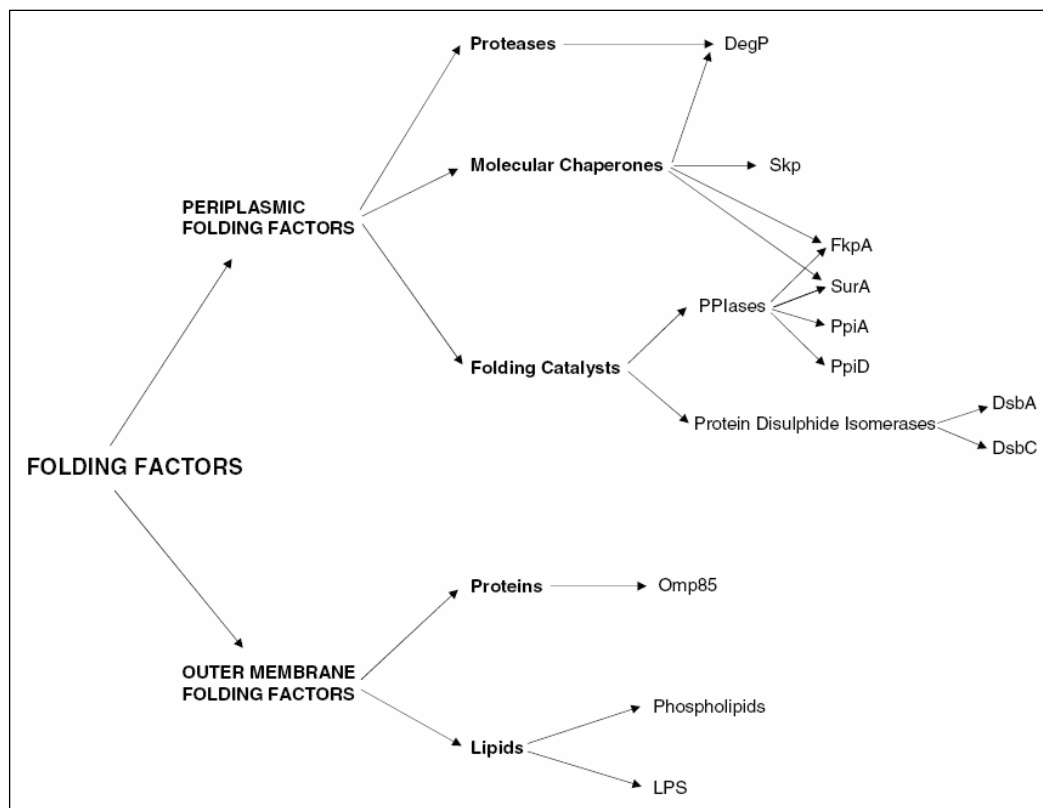 Proteases
DegP
Molecular Chaperones
Skp
PERIPLASMIC
FOLDING FACTORS
FkpA
SurA
PPIases
PpiA
PpiD
Folding Catalysts
DsbA
Protein Disulphide Isomerases
DsbC
FOLDING FACTORS
Proteins
Omp85
OUTER MEMBRANE
FOLDING FACTORS
Phospholipids
Lipids
LPS